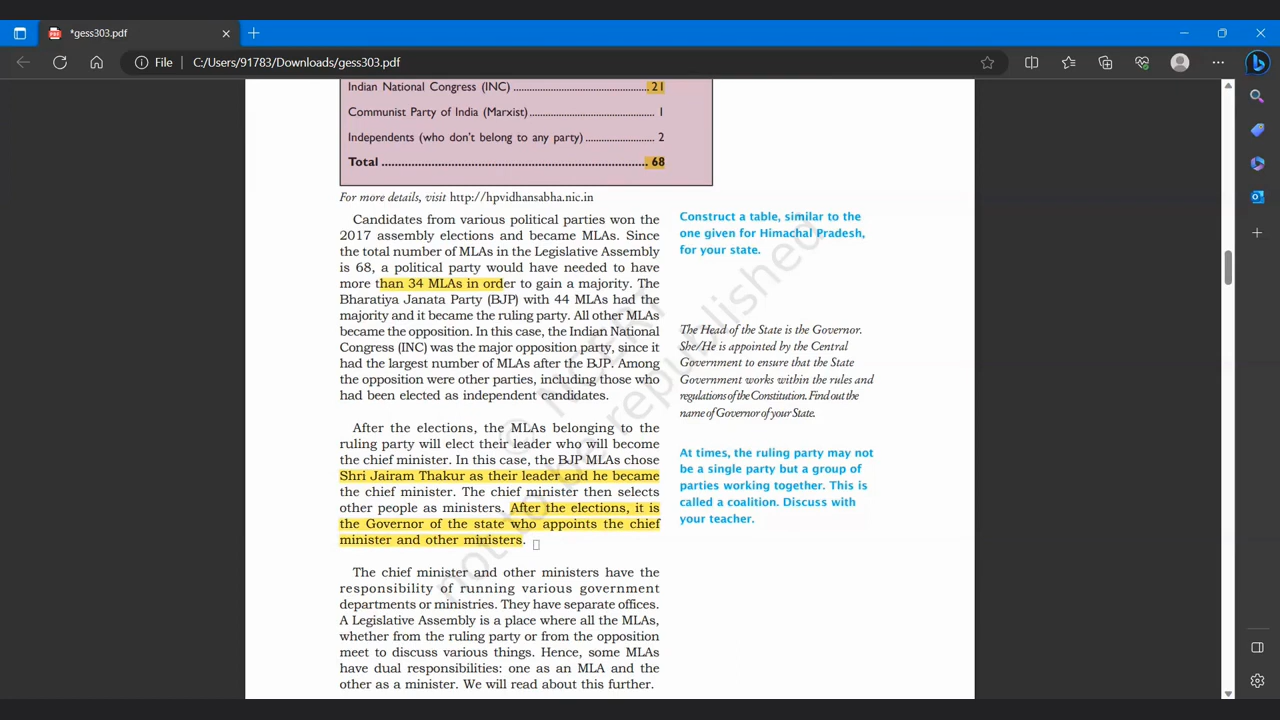 *gess303.pdf
File
C:/Users/91783/Downloads/gess303.pdf
Indian National Congress (INC) ................................................ 21
Communist Party of India (Marxist) ............................................ 1
Independents (who don't belong to any party) ........................ 2
Total ........................................................................ 68
For more details, visit http://hpvidhansabha.nic.in
Candidates from various political parties won the
2017 assembly elections and became MLAs. Since
the total number of MLAs in the Legislative Assembly
is 68, a political party would have needed to have
more than 34 MLAs in order to gain a majority. The
Bharatiya Janata Party (BJP) with 44 MLAs had the
majority and it became the ruling party. All other MLAs
became the opposition. In this case, the Indian National
Congress (INC) was the major opposition party, since it
had the largest number of MLAs after the BJP. Among
the opposition were other parties, including those who
had been elected as independent candidates.
After the elections, the MLAs belonging to the
ruling party will elect their leader who will become
the chief minister. In this case, the BJP MLAs chose
Shri Jairam Thakur as their leader and he became
the chief minister. The chief minister then selects
other people as ministers. After the elections, it is
the Governor of the state who appoints the chief
minister and other ministers.
The chief minister and other ministers have the
responsibility of running various government
departments or ministries. They have separate offices.
A Legislative Assembly is a place where all the MLAs,
whether from the ruling party or from the opposition
meet to discuss various things. Hence, some MLAs
have dual responsibilities: one as an MLA and the
other as a minister. We will read about this further.
Construct a table, similar to the
one given for Himachal Pradesh,
for your state.
The Head of the State is the Governor.
She/He is appointed by the Central
Government to ensure that the State
Government works within the rules and
regulations of the Constitution. Find out the
name of Governor of your State.
At times, the ruling party may not
be a single party but a group of
parties working together. This is
called a coalition. Discuss with
your teacher.
© NCERT
not to be republished